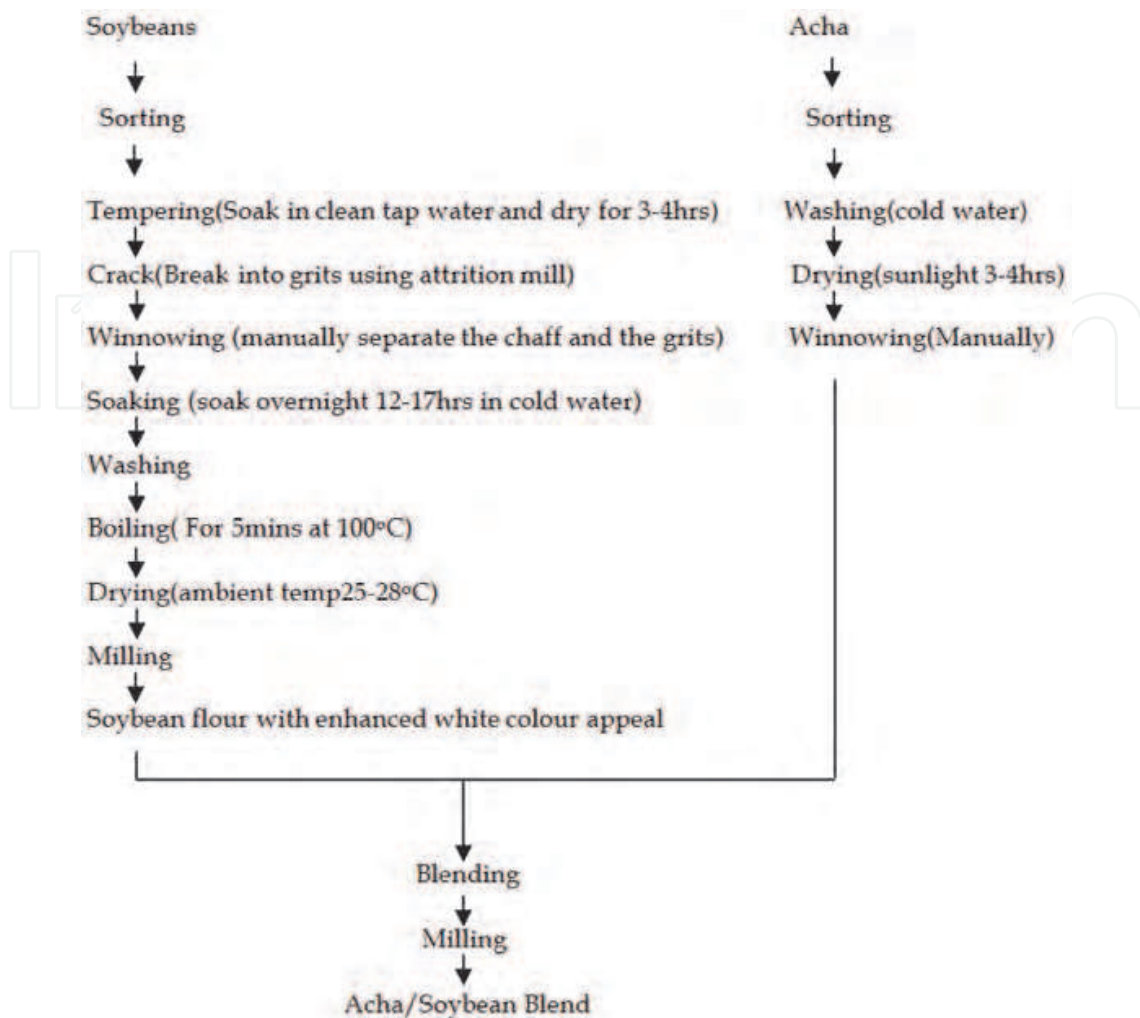 Soybeans
Acha
Sorting
Sorting
Tempering(Soak in clean tap water and dry for 3-4hrs)
Washing(cold water)
Crack(Break into grits using attrition mill)
Drying(sunlight 3-4hrs)
Winnowing (manually separate the chaff and the grits)
Winnowing(Manually)
Soaking (soak overnight 12-17hrs in cold water)
Washing
Boiling( For 5mins at 100ºC)
Drying(ambient temp25-28ºC)
Milling
Soybean flour with enhanced white colour appeal
Blending
Milling
Acha/Soybean Blend